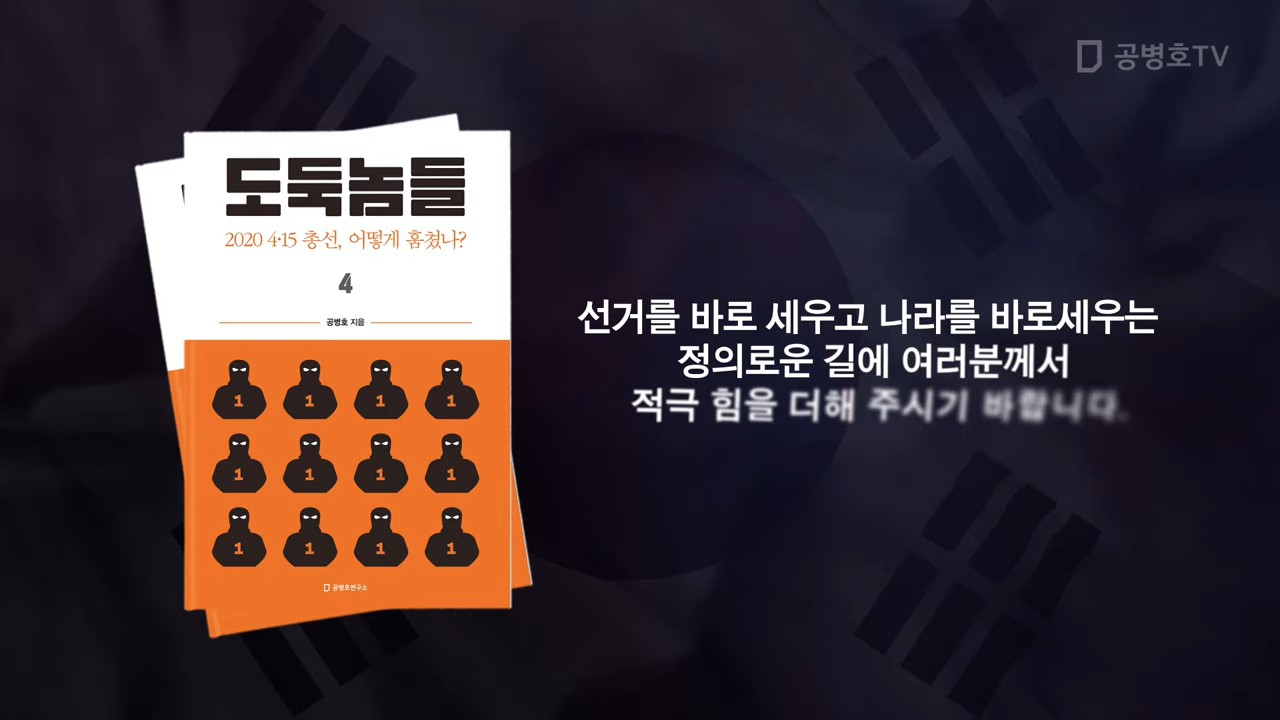 공병호TV
도둑놈들
2020 4·15 총선, 어떻게 훔쳤나?
4
공병호 지음
1 1 1 1
1 1 1 1
1 1 1 1
공병호연구소
선거를 바로 세우고 나라를 바로세우는
정의로운 길에 여러분께서
적극 힘을 더해 주시기 바랍니다.